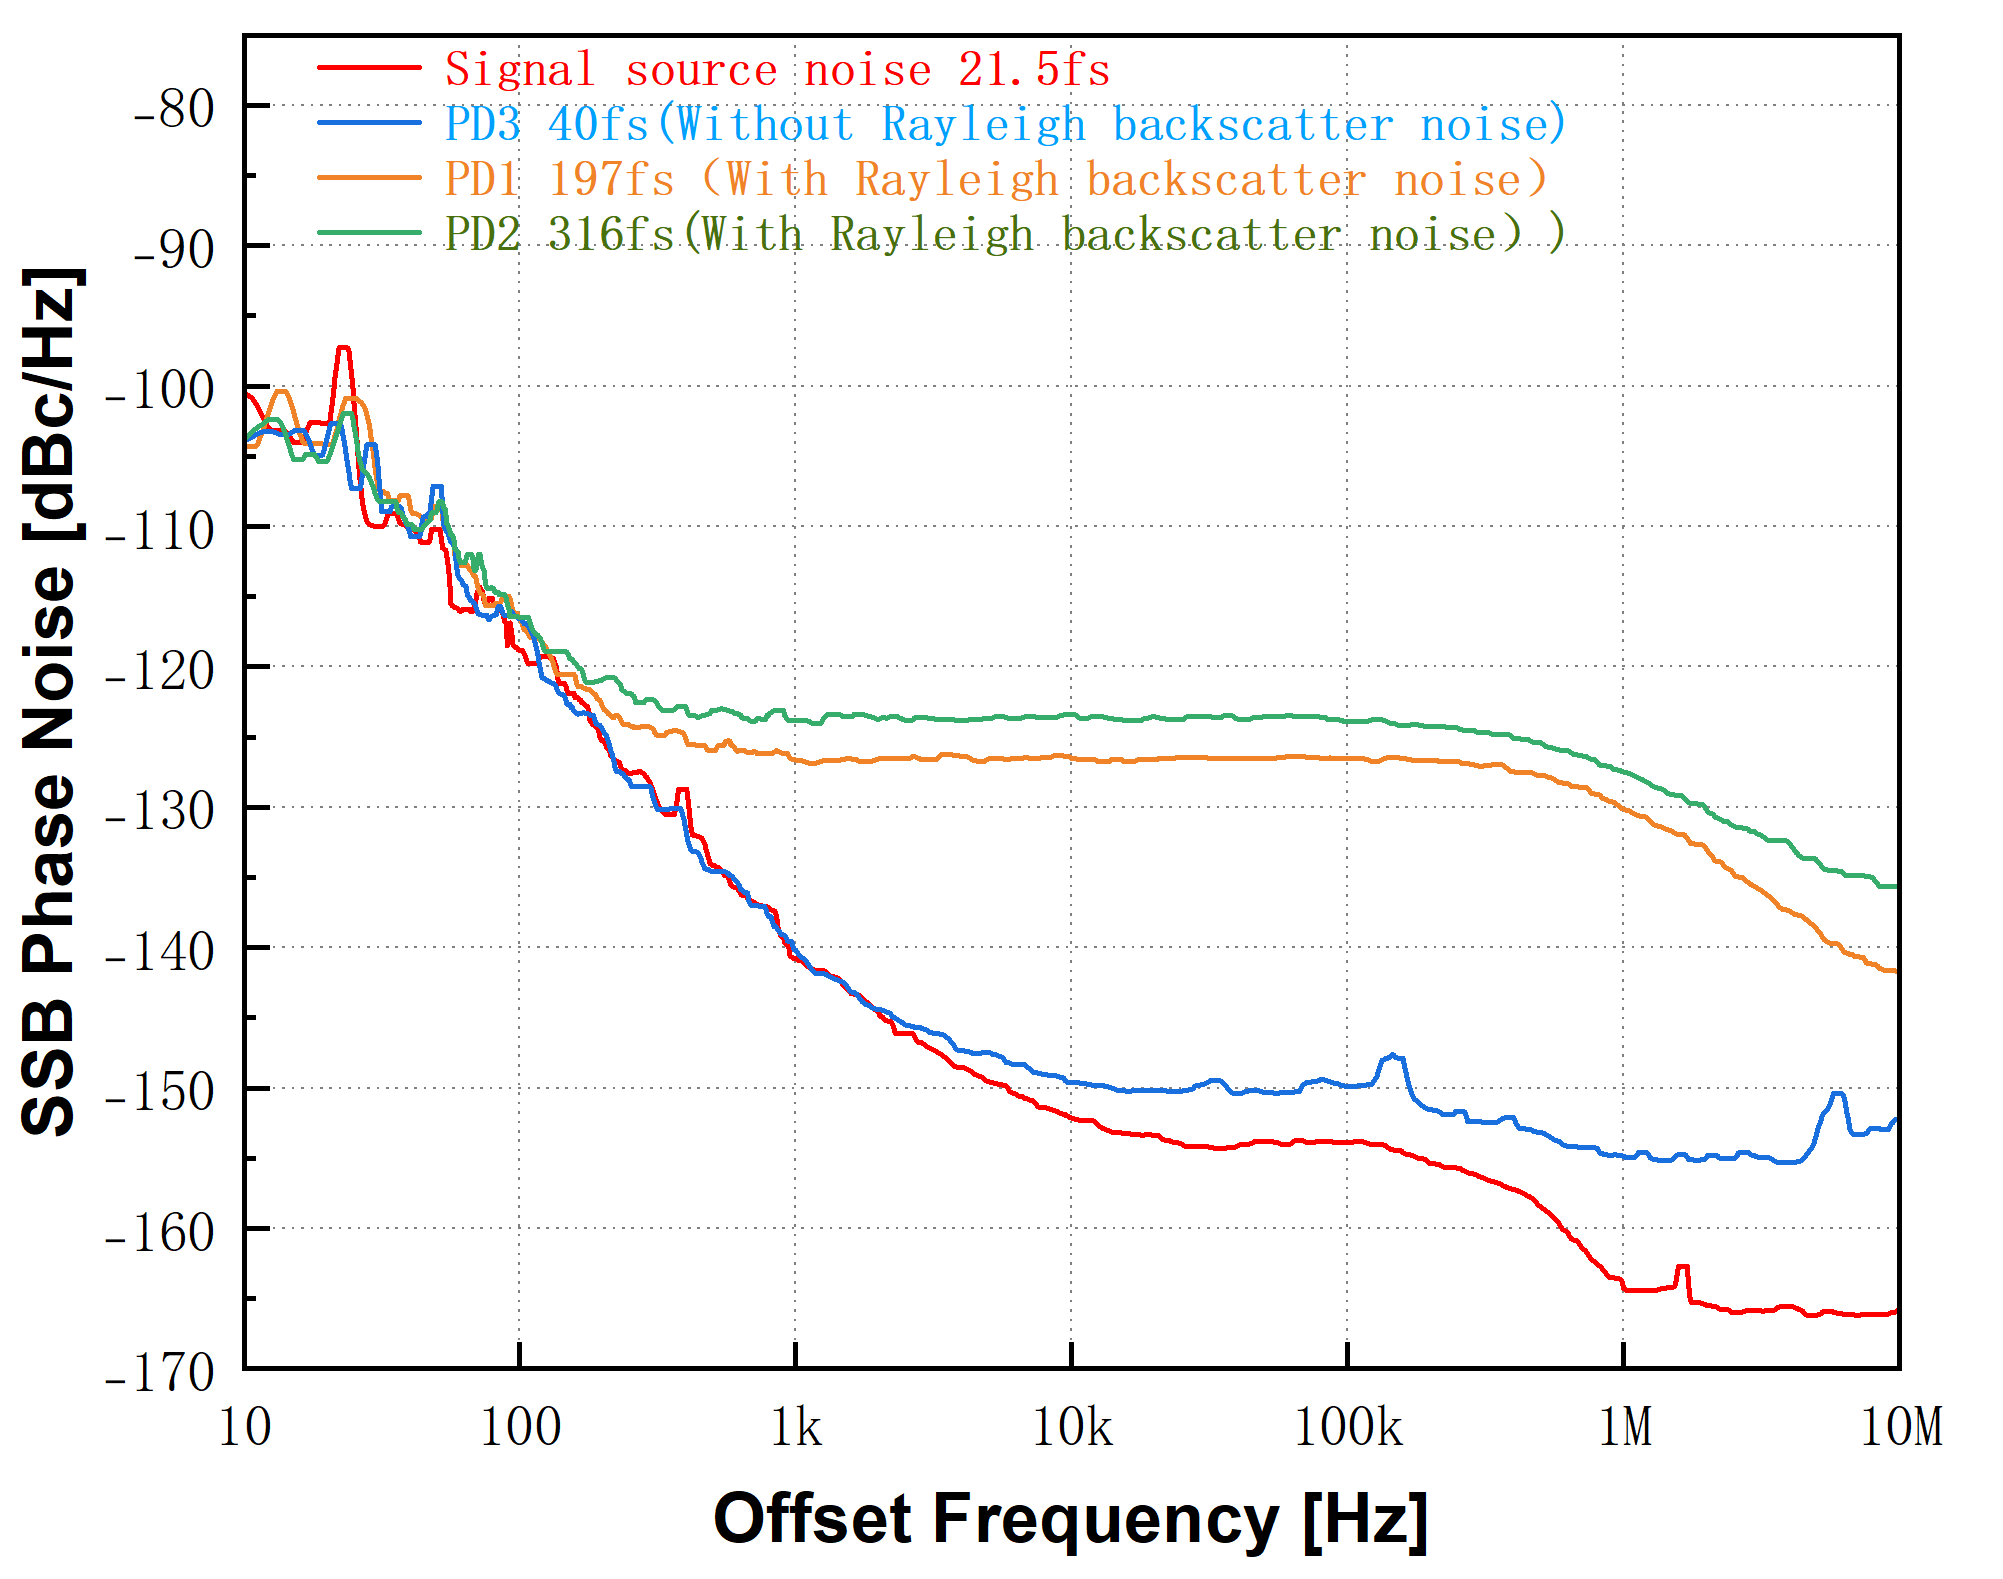 Signal source noise 21.5fs
PD3 40fs(Without Rayleigh backscatter noise)
PD1 197fs（With Rayleigh backscatter noise）
PD2 316fs(With Rayleigh backscatter noise）)
SSB Phase Noise [dBc/Hz]
-80
-90
-100
-110
-120
-130
-140
-150
-160
-170
10 100 1k 10k 100k 1M 10M
Offset Frequency [Hz]